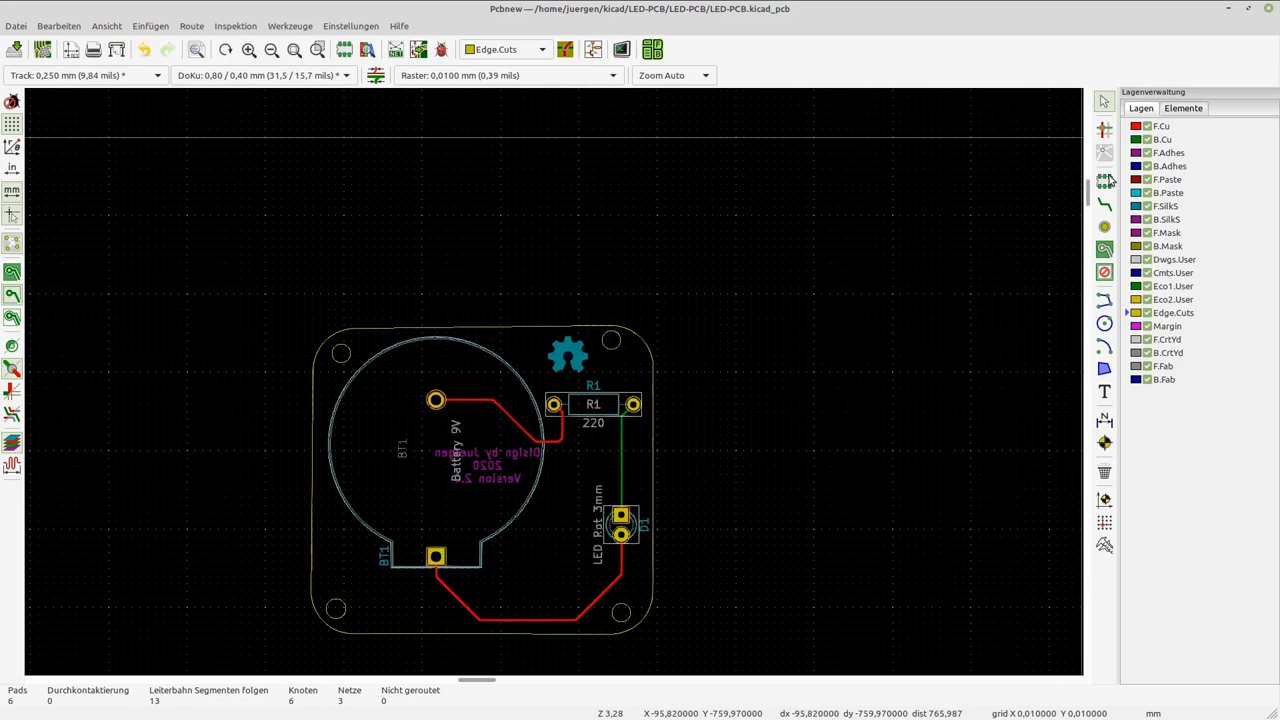 Pcbnew — /home/juergen/kicad/LED-PCB/LED-PCB/LED-PCB.kicad_pcb
Datei Bearbeiten Ansicht Einfügen Route Inspektion Werkzeuge Einstellungen Hilfe
NET
Edge.Cuts
Track: 0,250 mm (9,84 mils) * DoKu: 0,80 / 0,40 mm (31,5 / 15,7 mils) * Raster: 0,0100 mm (0,39 mils) Zoom Auto
Lagenverwaltung
Lagen Elemente
in
mm
F.Cu
B.Cu
F.Adhes
B.Adhes
F.Paste
B.Paste
F.SilkS
B.SilkS
F.Mask
B.Mask
Dwgs.User
Cmts.User
Eco1.User
Eco2.User
Edge.Cuts
Margin
F.CrtYd
B.CrtYd
F.Fab
B.Fab
R1
R1
220
BT1
Battery 9V
Disign by Juergen
2020
Version 2.
LED Rot 3mm
D1
BT1
Pads Durchkontaktierung Leiterbahn Segmenten folgen Knoten Netze Nicht geroutet
6 0 13 6 3 0
Z 3,28 X -95,820000 Y -759,970000 dx -95,820000 dy -759,970000 dist 765,987 grid X 0,010000 Y 0,010000 mm